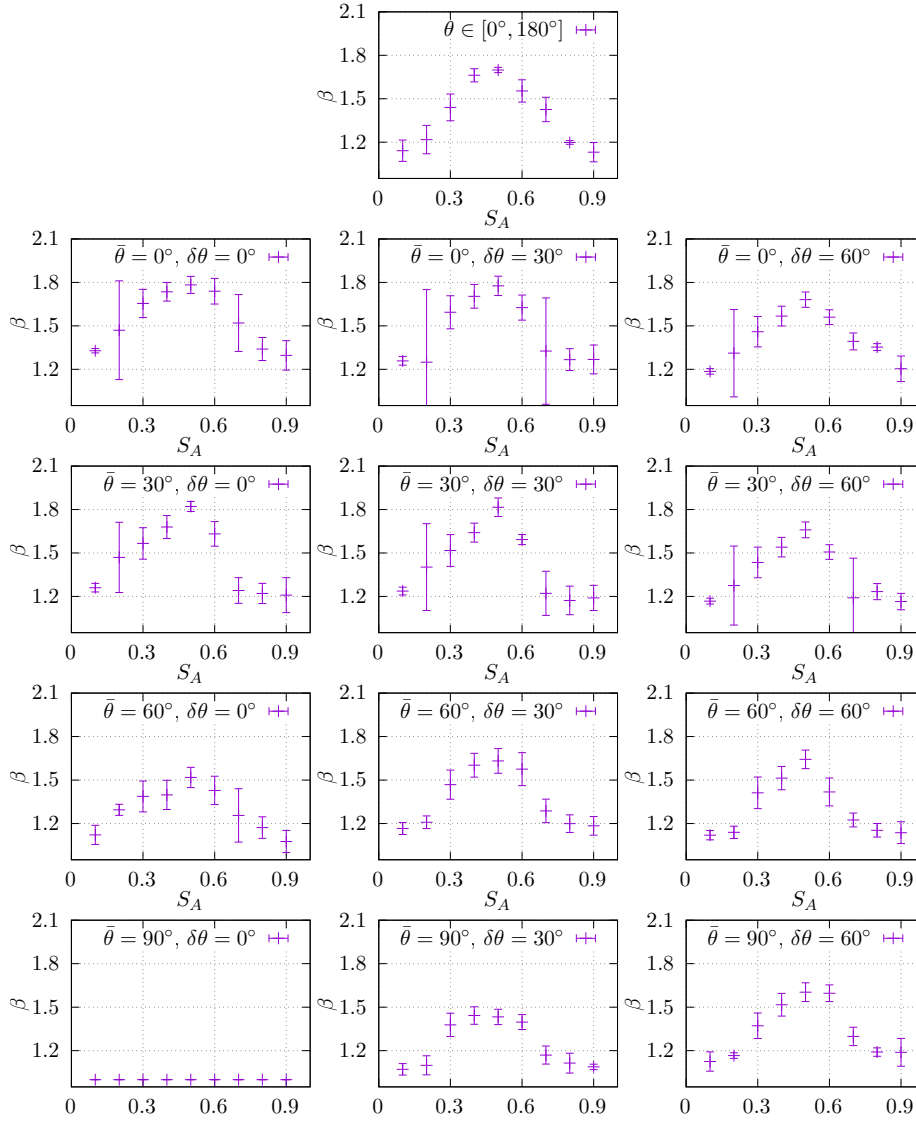 2.1
θ ∈ [0°, 180°]
1.8
β
1.5
1.2
0 0.3 0.6 0.9
S_A
2.1 2.1 2.1
θ̄ = 0°, δθ = 0° θ̄ = 0°, δθ = 30° θ̄ = 0°, δθ = 60°
1.8 1.8 1.8
β β β
1.5 1.5 1.5
1.2 1.2 1.2
0 0.3 0.6 0.9 0 0.3 0.6 0.9 0 0.3 0.6 0.9
S_A S_A S_A
2.1 2.1 2.1
θ̄ = 30°, δθ = 0° θ̄ = 30°, δθ = 30° θ̄ = 30°, δθ = 60°
1.8 1.8 1.8
β β β
1.5 1.5 1.5
1.2 1.2 1.2
0 0.3 0.6 0.9 0 0.3 0.6 0.9 0 0.3 0.6 0.9
S_A S_A S_A
2.1 2.1 2.1
θ̄ = 60°, δθ = 0° θ̄ = 60°, δθ = 30° θ̄ = 60°, δθ = 60°
1.8 1.8 1.8
β β β
1.5 1.5 1.5
1.2 1.2 1.2
0 0.3 0.6 0.9 0 0.3 0.6 0.9 0 0.3 0.6 0.9
S_A S_A S_A
2.1 2.1 2.1
θ̄ = 90°, δθ = 0° θ̄ = 90°, δθ = 30° θ̄ = 90°, δθ = 60°
1.8 1.8 1.8
β β β
1.5 1.5 1.5
1.2 1.2 1.2
0 0.3 0.6 0.9 0 0.3 0.6 0.9 0 0.3 0.6 0.9
S_A S_A S_A